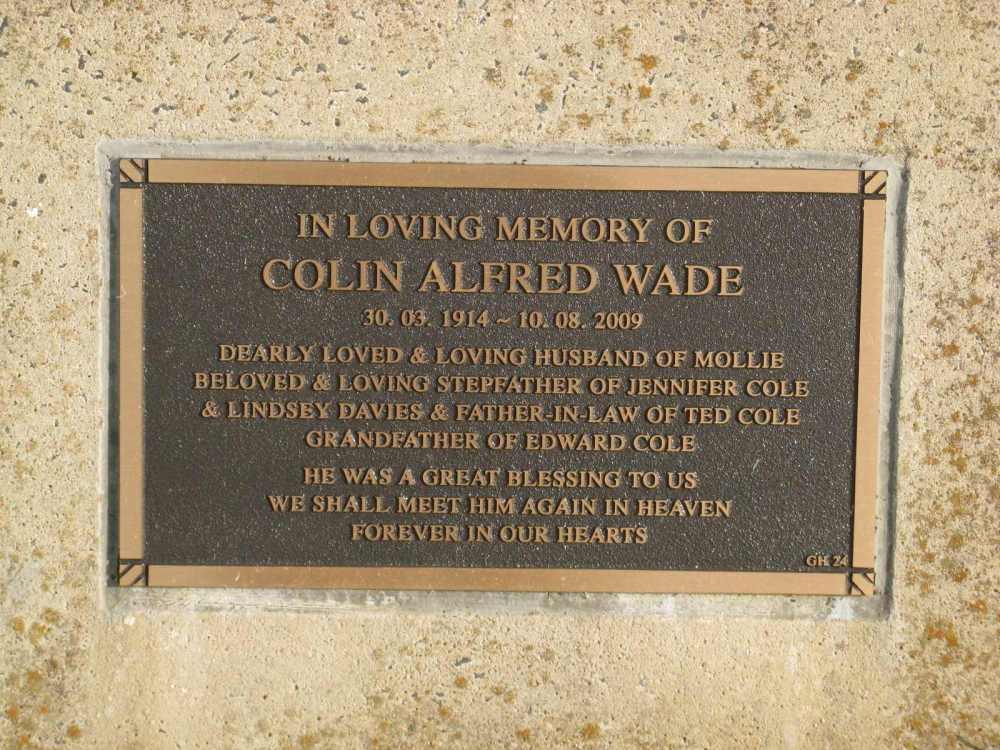 IN LOVING MEMORY OF
COLIN ALFRED WADE
30. 03. 1914 ~ 10. 08. 2009
DEARLY LOVED & LOVING HUSBAND OF MOLLIE
BELOVED & LOVING STEPFATHER OF JENNIFER COLE
& LINDSEY DAVIES & FATHER-IN-LAW OF TED COLE
GRANDFATHER OF EDWARD COLE
HE WAS A GREAT BLESSING TO US
WE SHALL MEET HIM AGAIN IN HEAVEN
FOREVER IN OUR HEARTS
GH 24